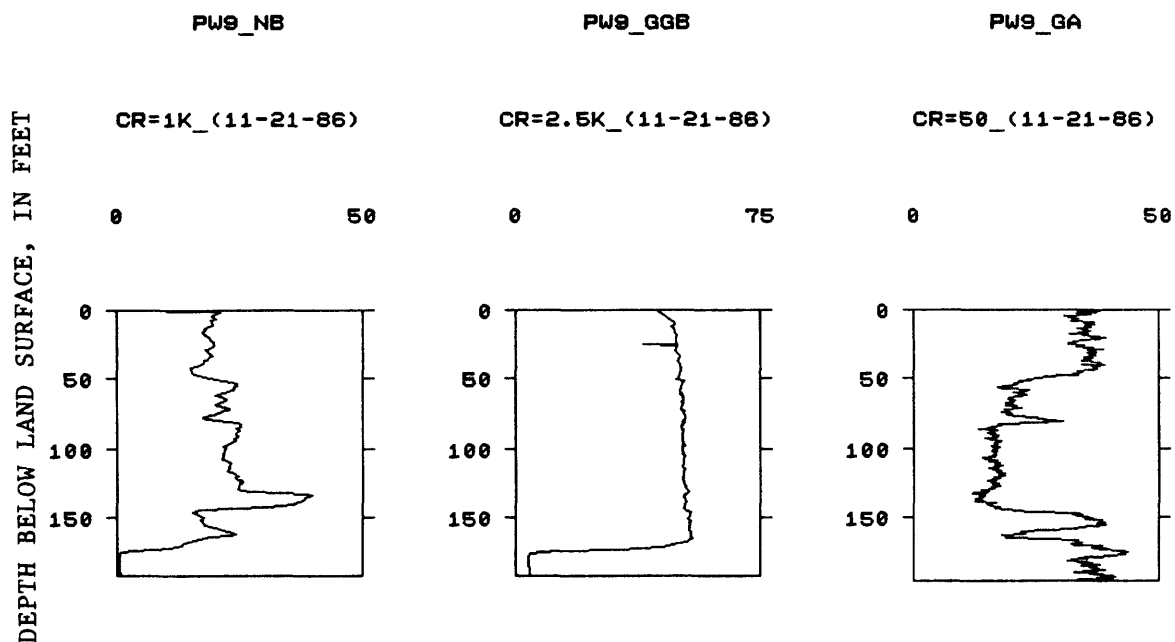 PW9_NB
PW9_GGB
PW9_GA
CR=1K_(11-21-86)
CR=2.5K_(11-21-86)
CR=50_(11-21-86)
0 50
0 75
0 50
DEPTH BELOW LAND SURFACE, IN FEET
0
50
100
150
0
50
100
150
0
50
100
150